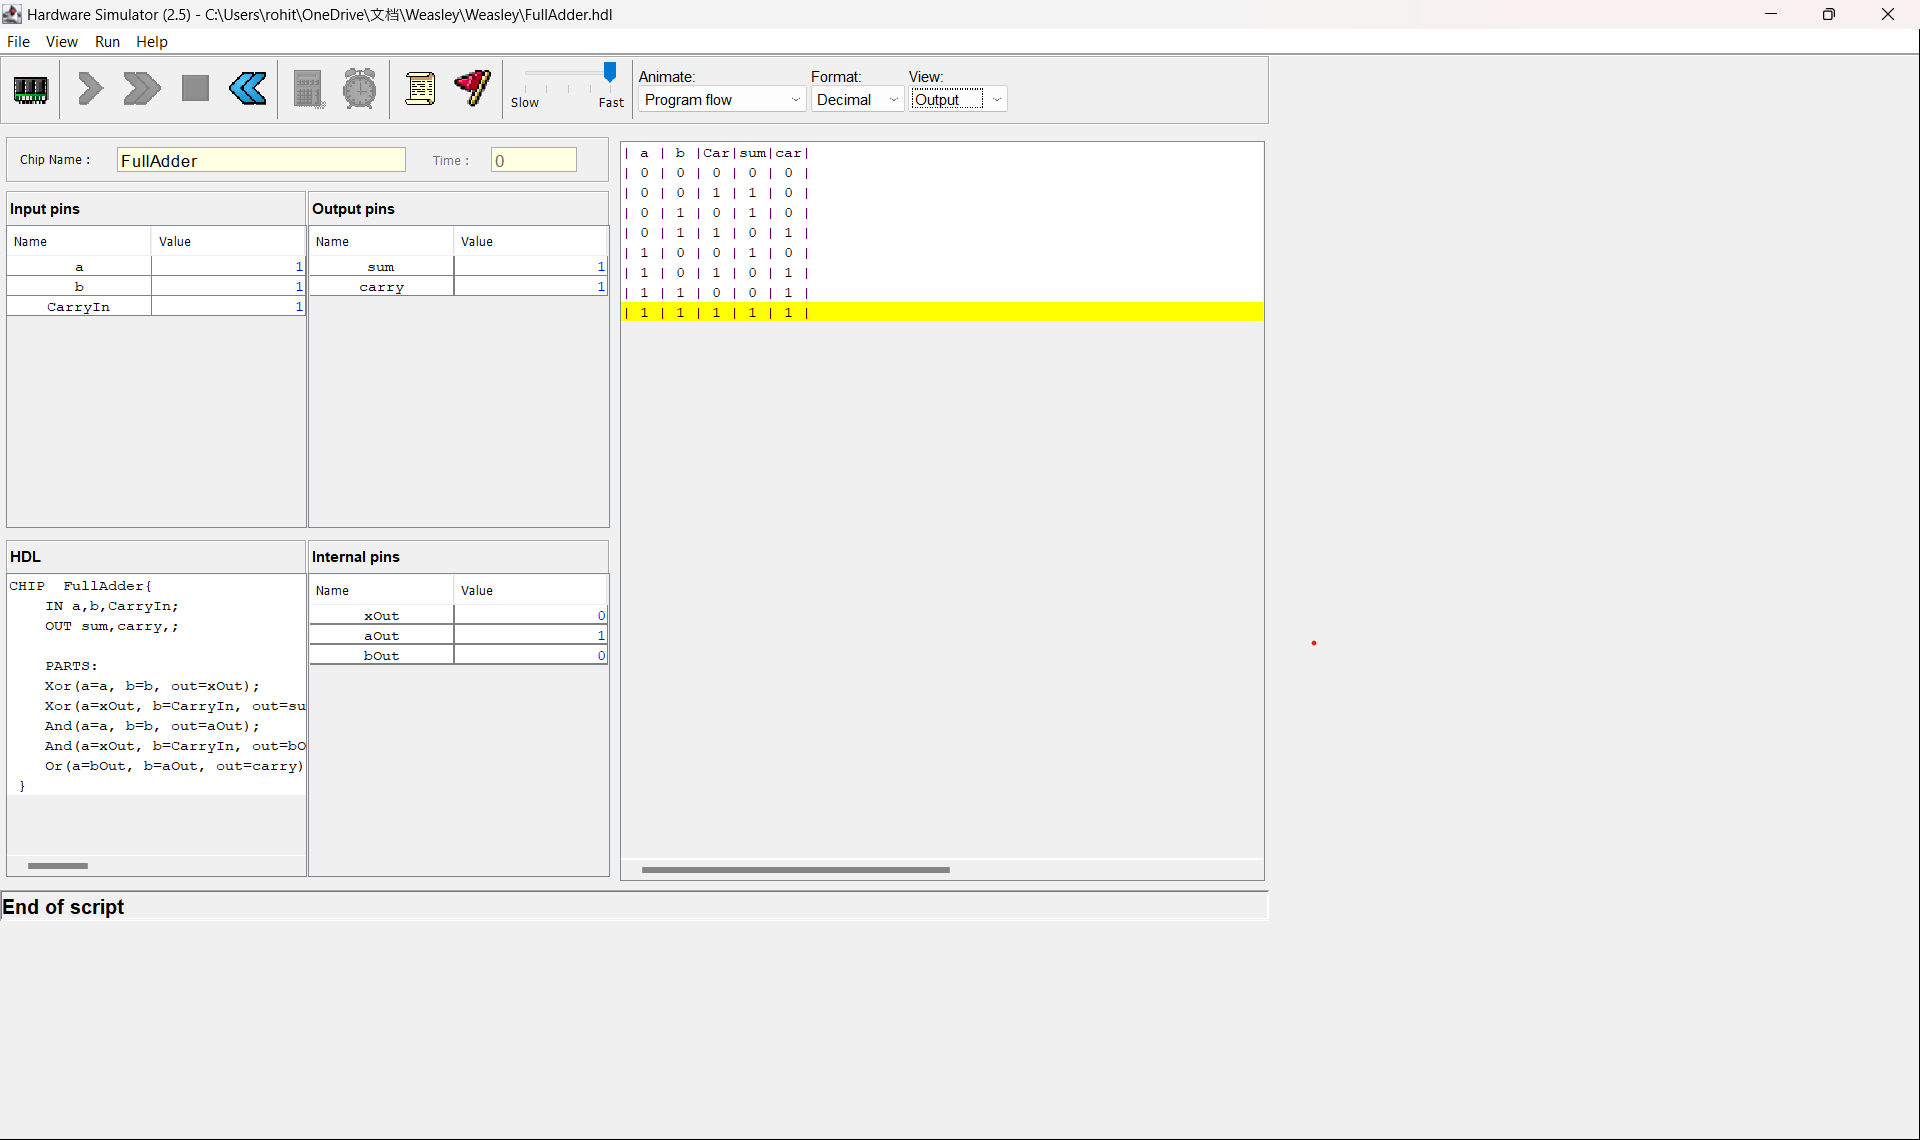 Hardware Simulator (2.5) - C:\Users\rohit\OneDrive\文档\Weasley\Weasley\FullAdder.hdl
File View Run Help
Slow Fast
Animate: Format: View:
Program flow Decimal Output
Chip Name : FullAdder Time : 0
Input pins
Name Value
a 1
b 1
CarryIn 1
Output pins
Name Value
sum 1
carry 1
HDL
CHIP FullAdder{
IN a,b,CarryIn;
OUT sum,carry,;
PARTS:
Xor(a=a, b=b, out=xOut);
Xor(a=xOut, b=CarryIn, out=su
And(a=a, b=b, out=aOut);
And(a=xOut, b=CarryIn, out=bO
Or(a=bOut, b=aOut, out=carry)
}
Internal pins
Name Value
xOut 0
aOut 1
bOut 0
| a | b |Car|sum|car|
| 0 | 0 | 0 | 0 | 0 |
| 0 | 0 | 1 | 1 | 0 |
| 0 | 1 | 0 | 1 | 0 |
| 0 | 1 | 1 | 0 | 1 |
| 1 | 0 | 0 | 1 | 0 |
| 1 | 0 | 1 | 0 | 1 |
| 1 | 1 | 0 | 0 | 1 |
| 1 | 1 | 1 | 1 | 1 |
End of script